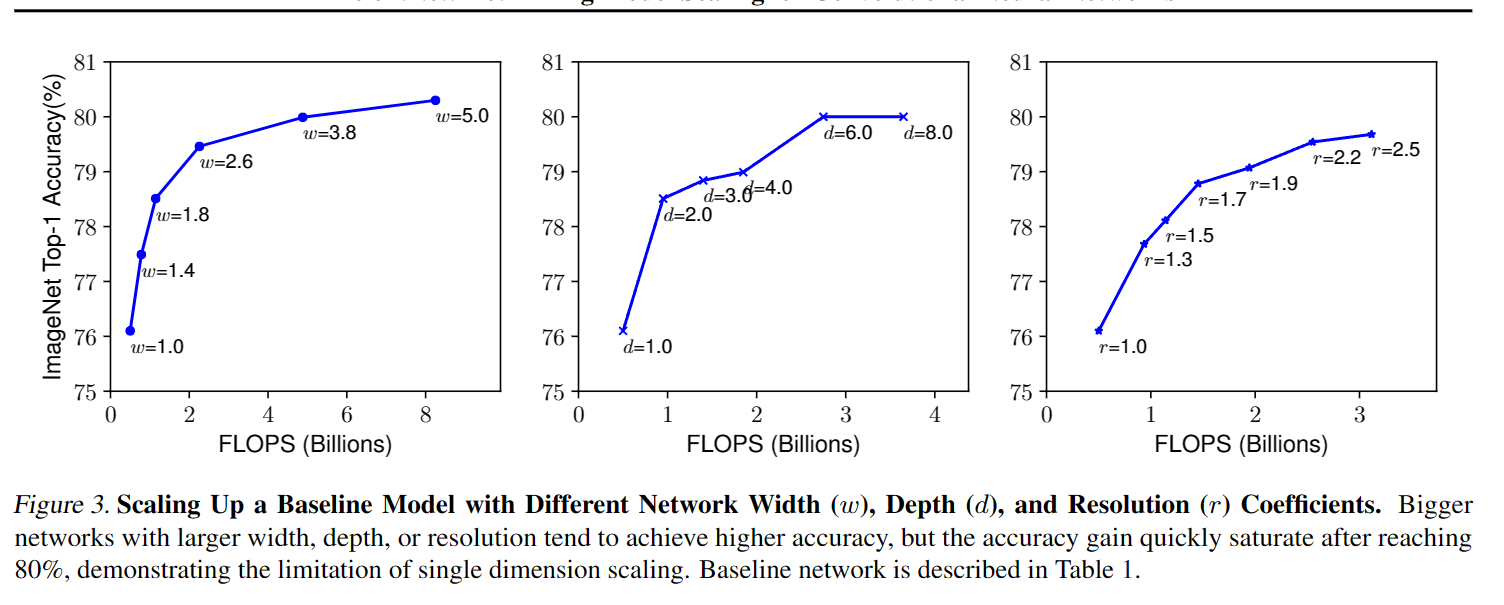 81
80
79
78
77
76
75
ImageNet Top-1 Accuracy(%)
w=1.0
w=1.4
w=1.8
w=2.6
w=3.8
w=5.0
0 2 4 6 8
FLOPS (Billions)
81
80
79
78
77
76
75
d=1.0
d=2.0
d=3.0
d=4.0
d=6.0
d=8.0
0 1 2 3 4
FLOPS (Billions)
81
80
79
78
77
76
75
r=1.0
r=1.3
r=1.5
r=1.7
r=1.9
r=2.2
r=2.5
0 1 2 3
FLOPS (Billions)
Figure 3. Scaling Up a Baseline Model with Different Network Width (w), Depth (d), and Resolution (r) Coefficients. Bigger
networks with larger width, depth, or resolution tend to achieve higher accuracy, but the accuracy gain quickly saturate after reaching
80%, demonstrating the limitation of single dimension scaling. Baseline network is described in Table 1.